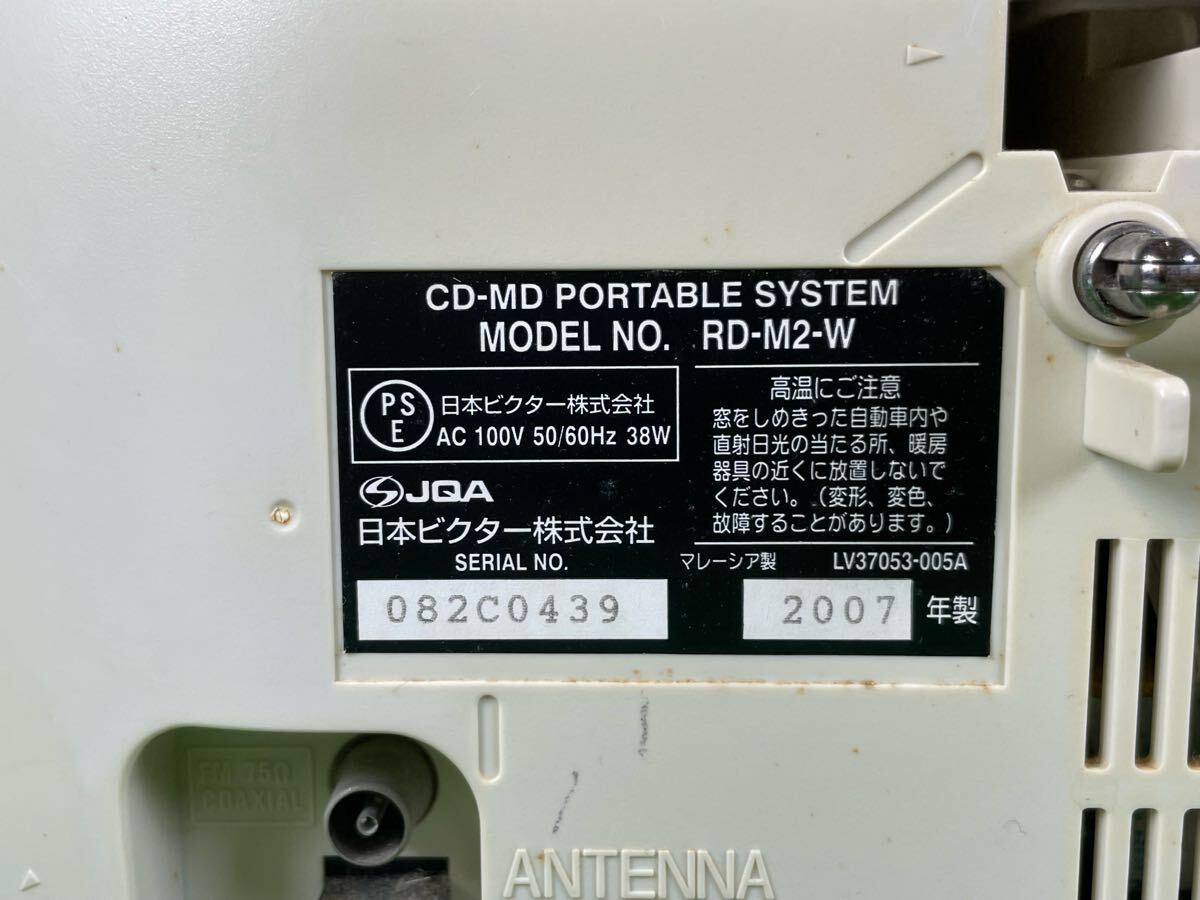 CD-MD PORTABLE SYSTEM
MODEL NO. RD-M2-W
PS
E
日本ビクター株式会社
AC 100V 50/60Hz 38W
JQA
日本ビクター株式会社
SERIAL NO.
082C0439
高温にご注意
窓をしめきった自動車内や
直射日光の当たる所、暖房
器具の近くに放置しないで
ください。(変形、変色、
故障することがあります。)
マレーシア製 LV37053-005A
2007 年製
FM 75Ω
COAXIAL
ANTENNA